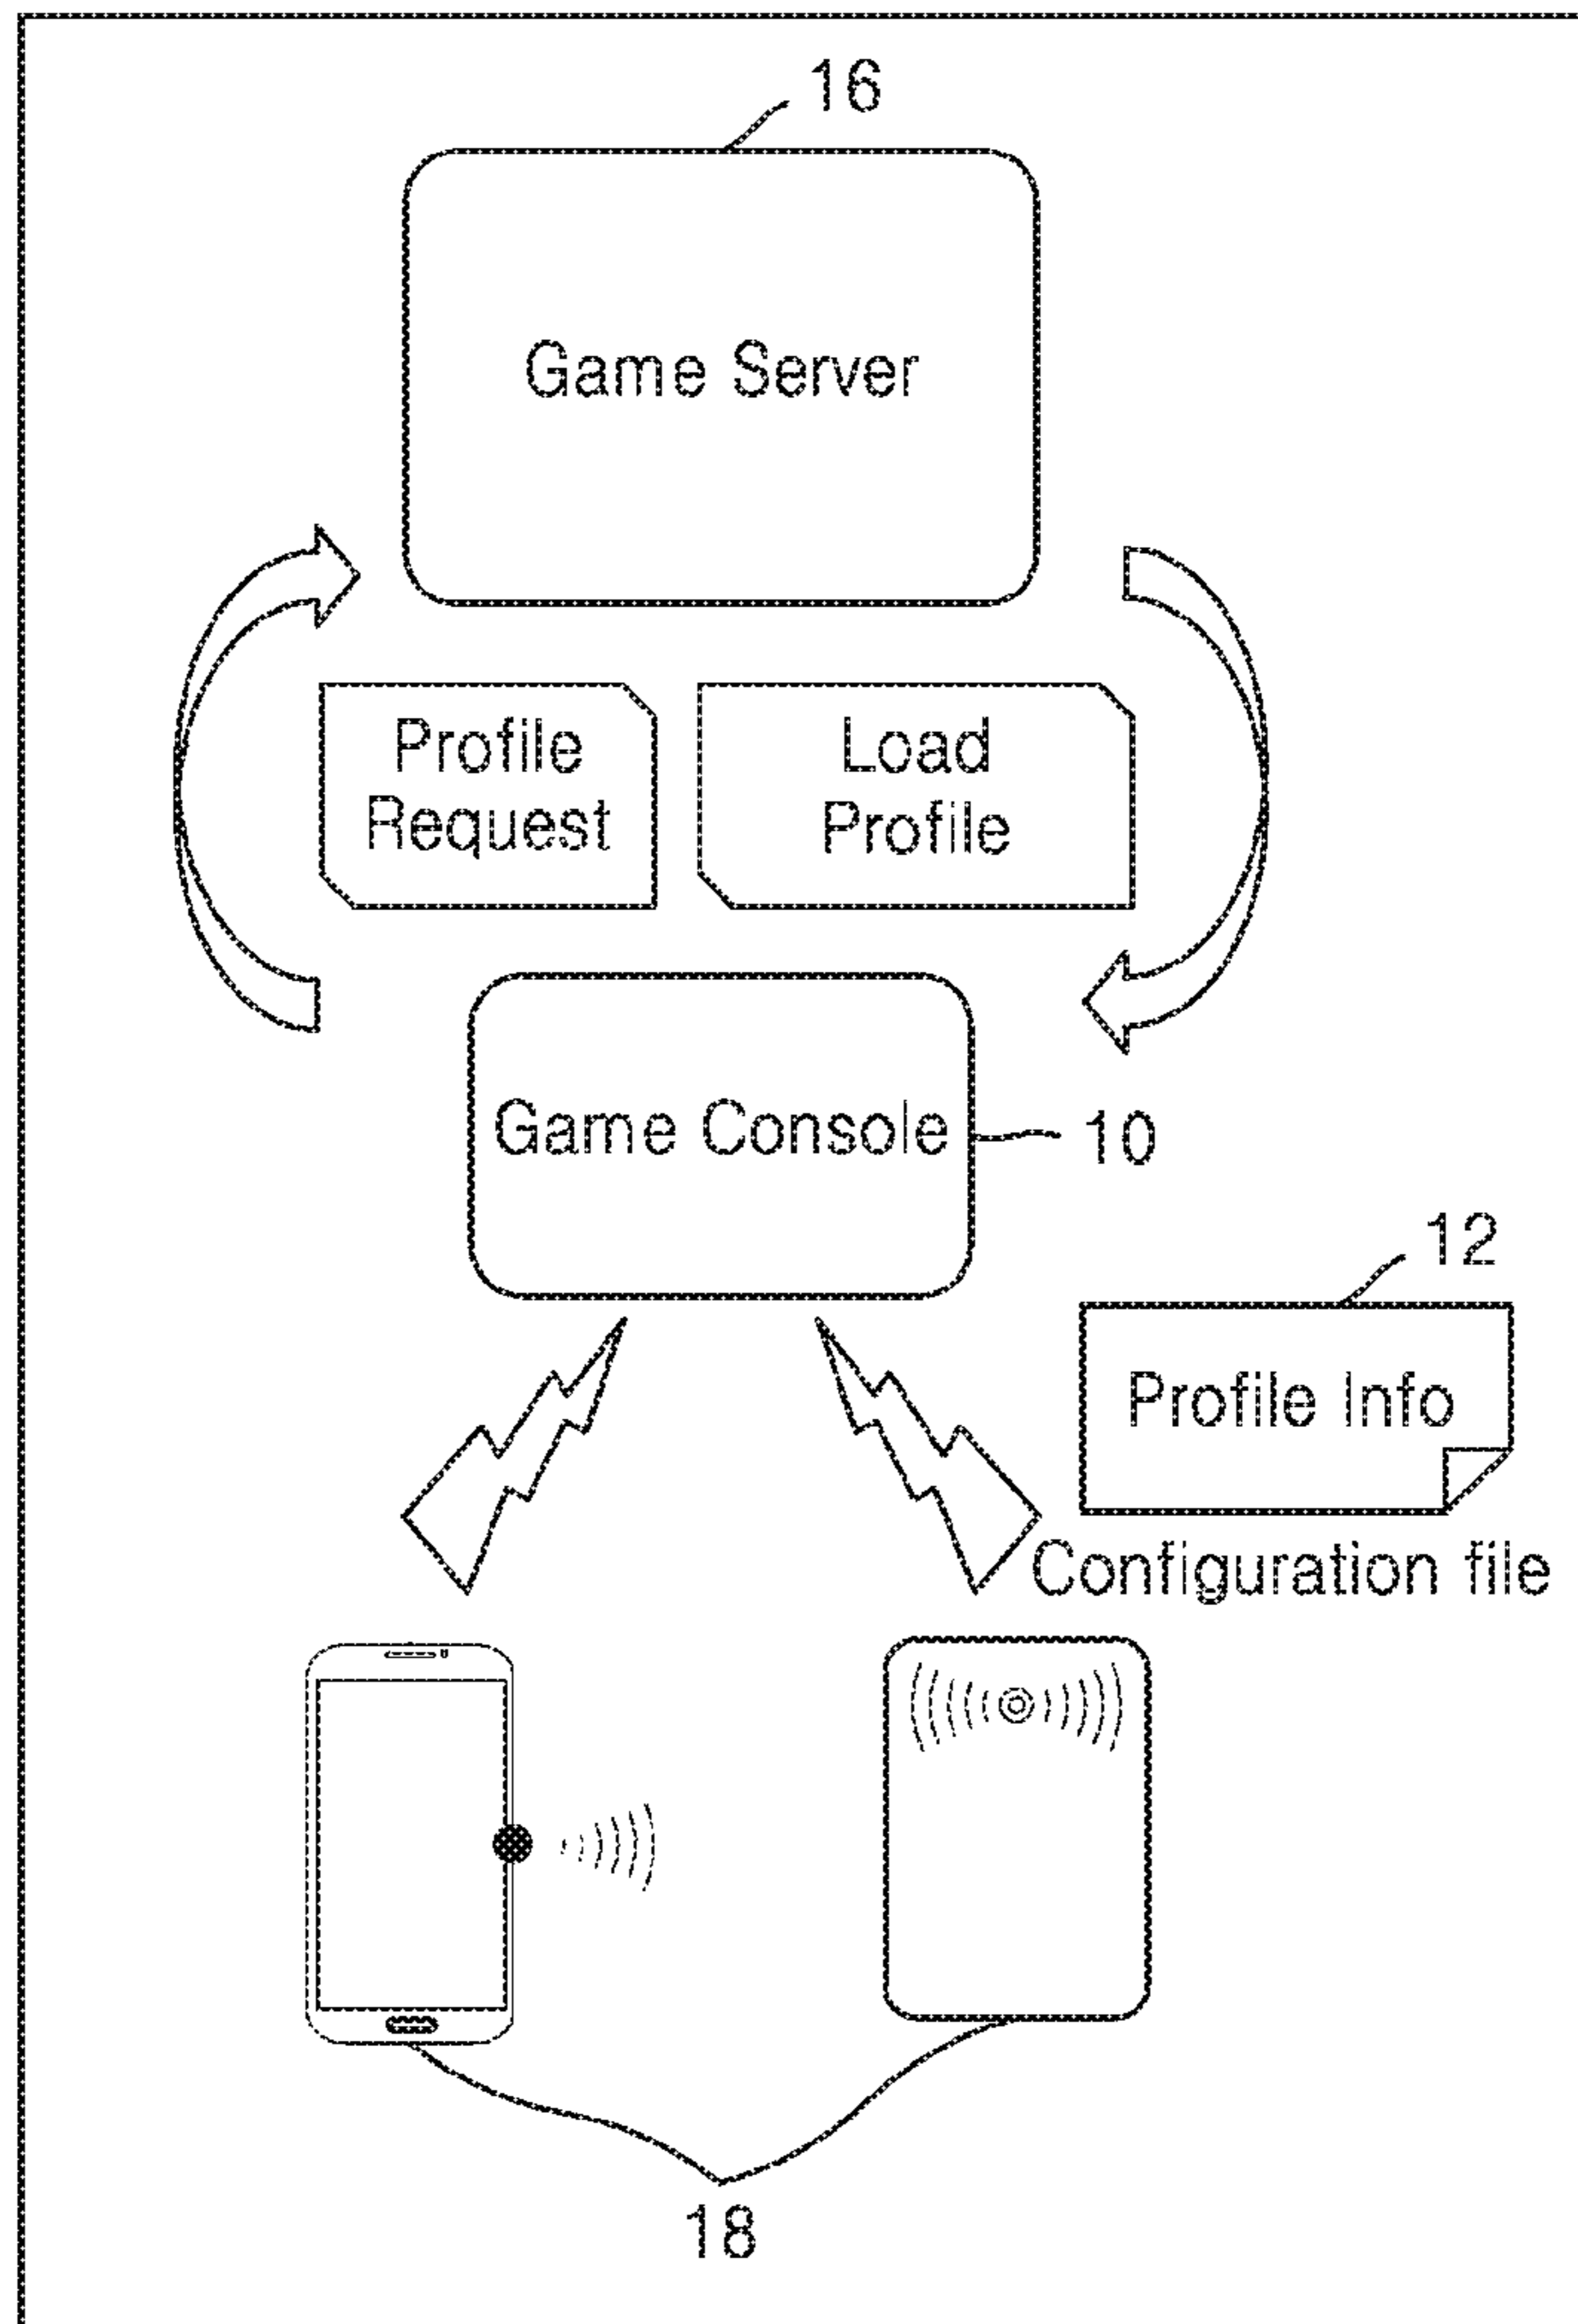 16
Game Server
Profile
Request
Load
Profile
Game Console
10
12
Profile Info
Configuration file
18